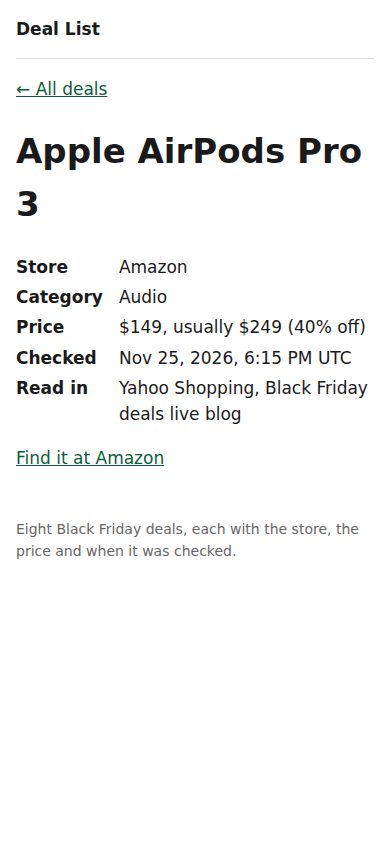 Deal List
← All deals
Apple AirPods Pro
3
Store Amazon
Category Audio
Price $149, usually $249 (40% off)
Checked Nov 25, 2026, 6:15 PM UTC
Read in Yahoo Shopping, Black Friday
deals live blog
Find it at Amazon
Eight Black Friday deals, each with the store, the
price and when it was checked.